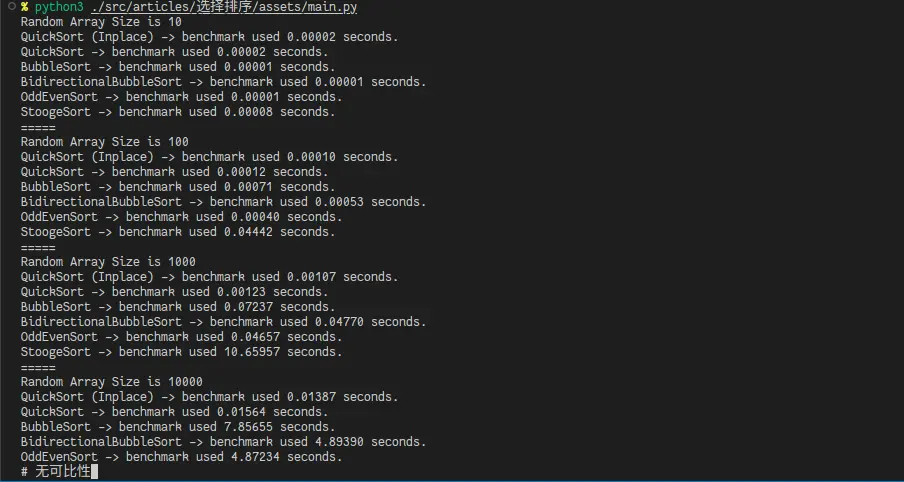 % python3 ./src/articles/选择排序/assets/main.py
Random Array Size is 10
QuickSort (Inplace) -> benchmark used 0.00002 seconds.
QuickSort -> benchmark used 0.00002 seconds.
BubbleSort -> benchmark used 0.00001 seconds.
BidirectionalBubbleSort -> benchmark used 0.00001 seconds.
OddEvenSort -> benchmark used 0.00001 seconds.
StoogeSort -> benchmark used 0.00008 seconds.
=====
Random Array Size is 100
QuickSort (Inplace) -> benchmark used 0.00010 seconds.
QuickSort -> benchmark used 0.00012 seconds.
BubbleSort -> benchmark used 0.00071 seconds.
BidirectionalBubbleSort -> benchmark used 0.00053 seconds.
OddEvenSort -> benchmark used 0.00040 seconds.
StoogeSort -> benchmark used 0.04442 seconds.
=====
Random Array Size is 1000
QuickSort (Inplace) -> benchmark used 0.00107 seconds.
QuickSort -> benchmark used 0.00123 seconds.
BubbleSort -> benchmark used 0.07237 seconds.
BidirectionalBubbleSort -> benchmark used 0.04770 seconds.
OddEvenSort -> benchmark used 0.04657 seconds.
StoogeSort -> benchmark used 10.65957 seconds.
=====
Random Array Size is 10000
QuickSort (Inplace) -> benchmark used 0.01387 seconds.
QuickSort -> benchmark used 0.01564 seconds.
BubbleSort -> benchmark used 7.85655 seconds.
BidirectionalBubbleSort -> benchmark used 4.89390 seconds.
OddEvenSort -> benchmark used 4.87234 seconds.
# 无可比性